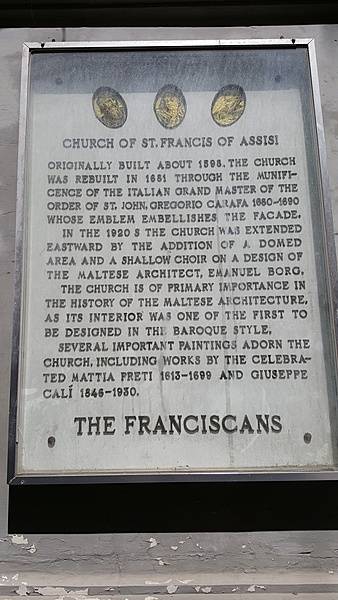 CHURCH OF ST. FRANCIS OF ASSISI
ORIGINALLY BUILT ABOUT 1598, THE CHURCH
WAS REBUILT IN 1681 THROUGH THE MUNIFI-
CENCE OF THE ITALIAN GRAND MASTER OF THE
ORDER OF ST. JOHN, GREGORIO CARAFA 1680-1690
WHOSE EMBLEM EMBELLISHES THE FACADE.
IN THE 1920 S THE CHURCH WAS EXTENDED
EASTWARD BY THE ADDITION OF A DOMED
AREA AND A SHALLOW CHOIR ON A DESIGN OF
THE MALTESE ARCHITECT, EMANUEL BORG.
THE CHURCH IS OF PRIMARY IMPORTANCE IN
THE HISTORY OF THE MALTESE ARCHITECTURE,
AS ITS INTERIOR WAS ONE OF THE FIRST TO
BE DESIGNED IN THE BAROQUE STYLE.
SEVERAL IMPORTANT PAINTINGS ADORN THE
CHURCH, INCLUDING WORKS BY THE CELEBRA-
TED MATTIA PRETI 1613-1699 AND GIUSEPPE
CALÍ 1846-1930.
THE FRANCISCANS